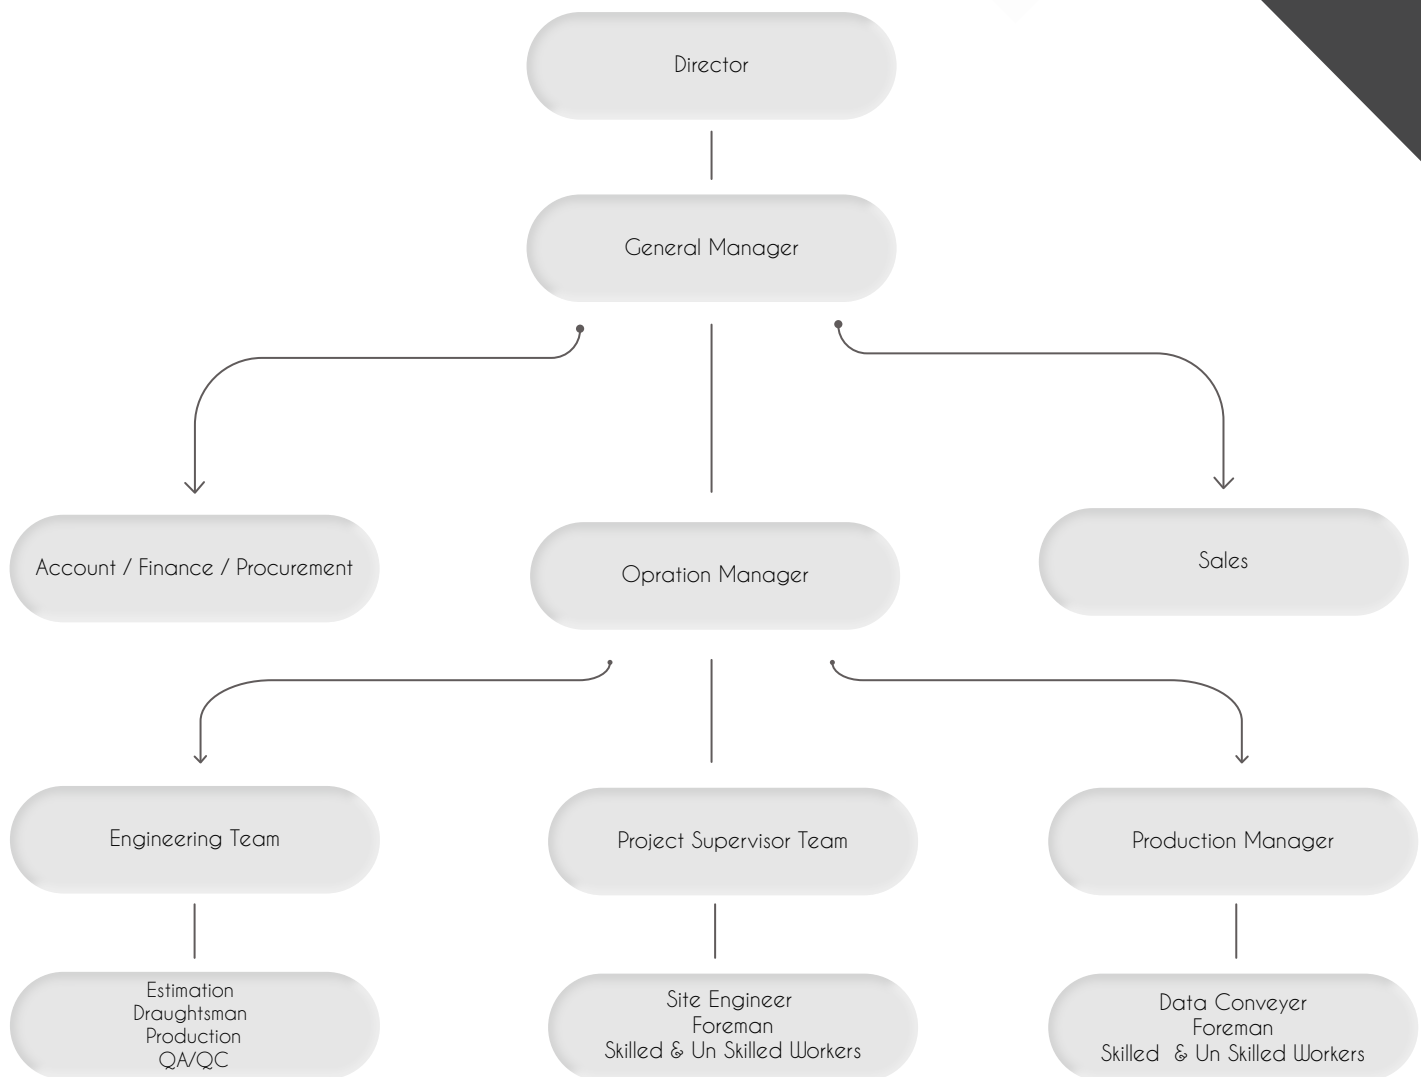 Director
General Manager
Account / Finance / Procurement
Opration Manager
Sales
Engineering Team
Project Supervisor Team
Production Manager
Estimation
Draughtsman
Production
QA/QC
Site Engineer
Foreman
Skilled & Un Skilled Workers
Data Conveyer
Foreman
Skilled & Un Skilled Workers